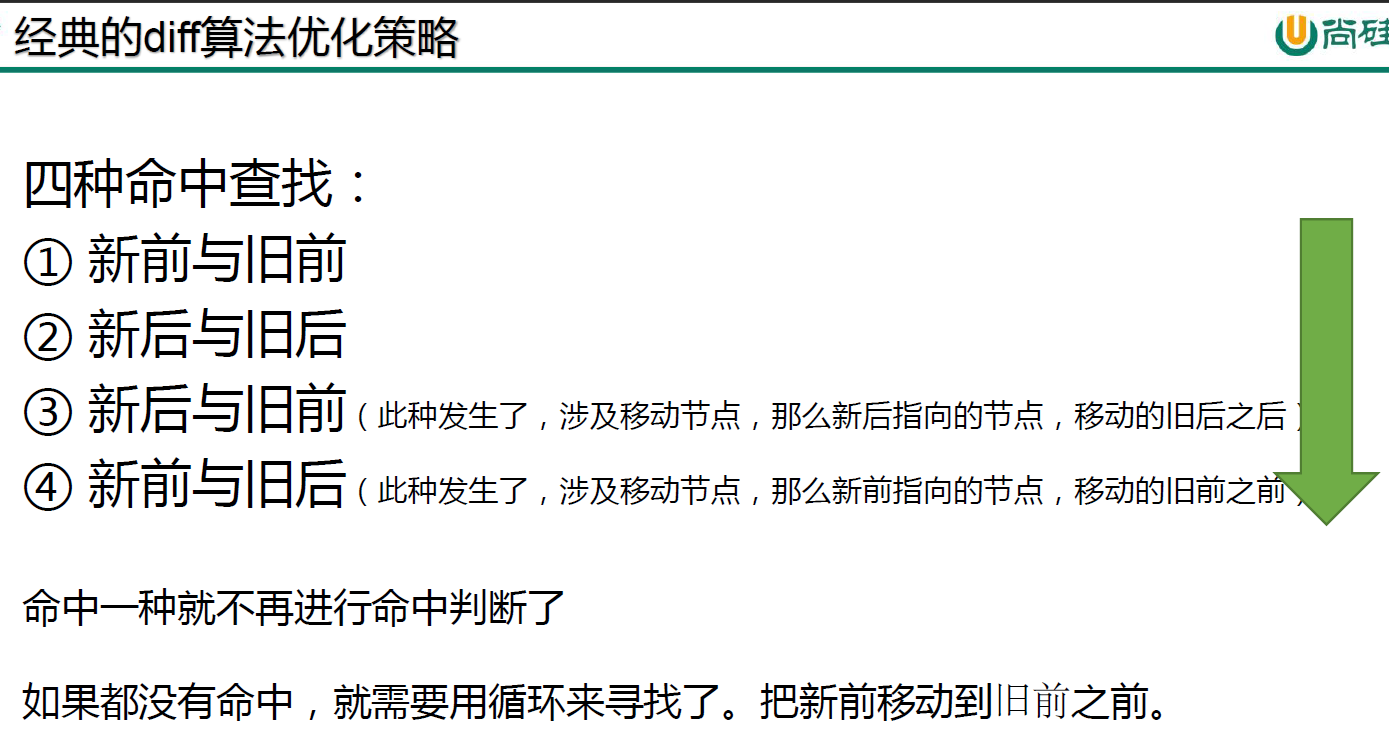 经典的diff算法优化策略
尚硅
四种命中查找：
① 新前与旧前
② 新后与旧后
③ 新后与旧前（此种发生了，涉及移动节点，那么新后指向的节点，移动的旧后之后）
④ 新前与旧后（此种发生了，涉及移动节点，那么新前指向的节点，移动的旧前之前）
命中一种就不再进行命中判断了
如果都没有命中，就需要用循环来寻找了。把新前移动到旧前之前。